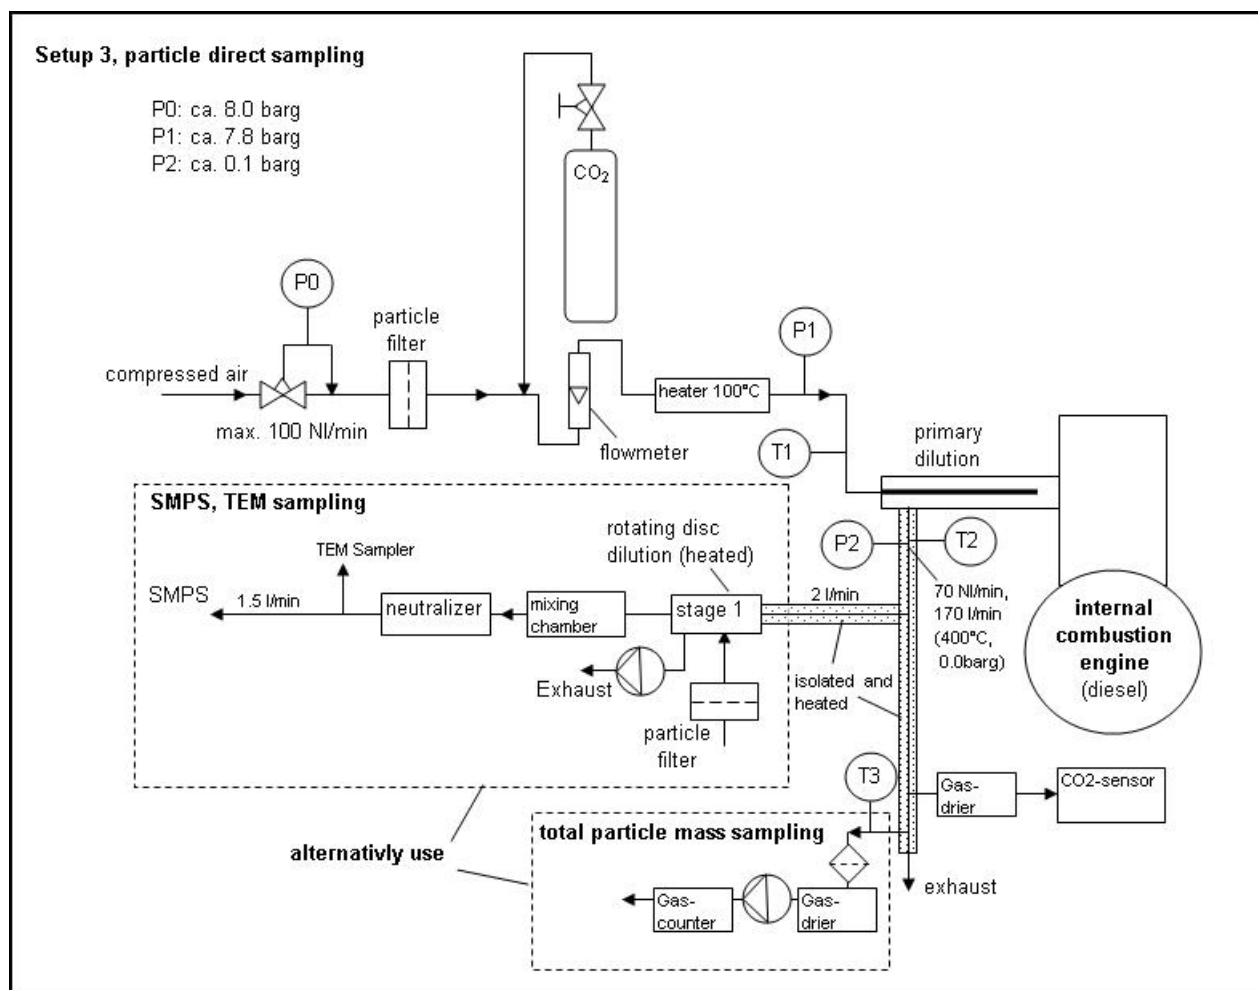 Setup 3, particle direct sampling
P0: ca. 8.0 barg
P1: ca. 7.8 barg
P2: ca. 0.1 barg
CO2
P0
particle
filter
P1
compressed air
heater 100°C
max. 100 Nl/min
flowmeter
T1
primary
dilution
SMPS, TEM sampling
rotating disc
dilution (heated)
P2
T2
TEM Sampler
SMPS
1.5 l/min
neutralizer
mixing
chamber
stage 1
2 l/min
70 Nl/min,
170 l/min
(400°C,
0.0barg)
internal
combustion
engine
(diesel)
Exhaust
isolated and
heated
particle
filter
T3
Gas-
drier
CO2-sensor
total particle mass sampling
alternativly use
exhaust
Gas-
counter
Gas-
drier